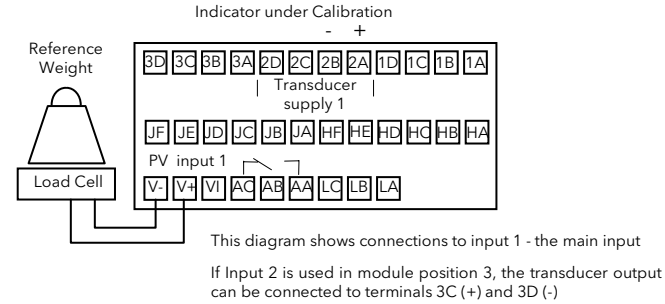 Indicator under Calibration
- +
Reference
Weight
3D 3C 3B 3A 2D 2C 2B 2A 1D 1C 1B 1A
Transducer
supply 1
JF JE JD JC JB JA HF HE HD HC HB HA
PV input 1
Load Cell
V- V+ VI AC AB AA LC LB LA
This diagram shows connections to input 1 - the main input
If Input 2 is used in module position 3, the transducer output
can be connected to terminals 3C (+) and 3D (-)